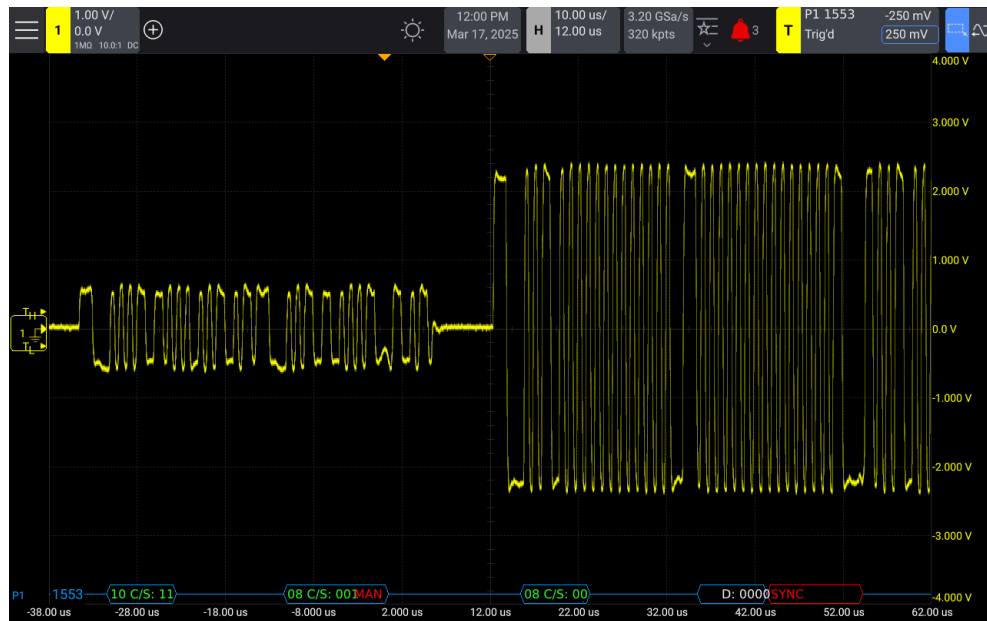 1
1.00 V/
0.0 V
1MΩ 10.0:1 DC
12:00 PM
Mar 17, 2025
H
10.00 us/
12.00 us
3.20 GSa/s
320 kpts
3
T
P1 1553
Trig'd
-250 mV
250 mV
4.000 V
3.000 V
2.000 V
1.000 V
0.0 V
-1.000 V
-2.000 V
-3.000 V
-4.000 V
TH
1
TL
P1
1553
10 C/S: 11
08 C/S: 001
MAN
08 C/S: 00
D: 0000
SYNC
-38.00 us
-28.00 us
-18.00 us
-8.0000 us
2.000 us
12.00 us
22.00 us
32.00 us
42.00 us
52.00 us
62.00 us